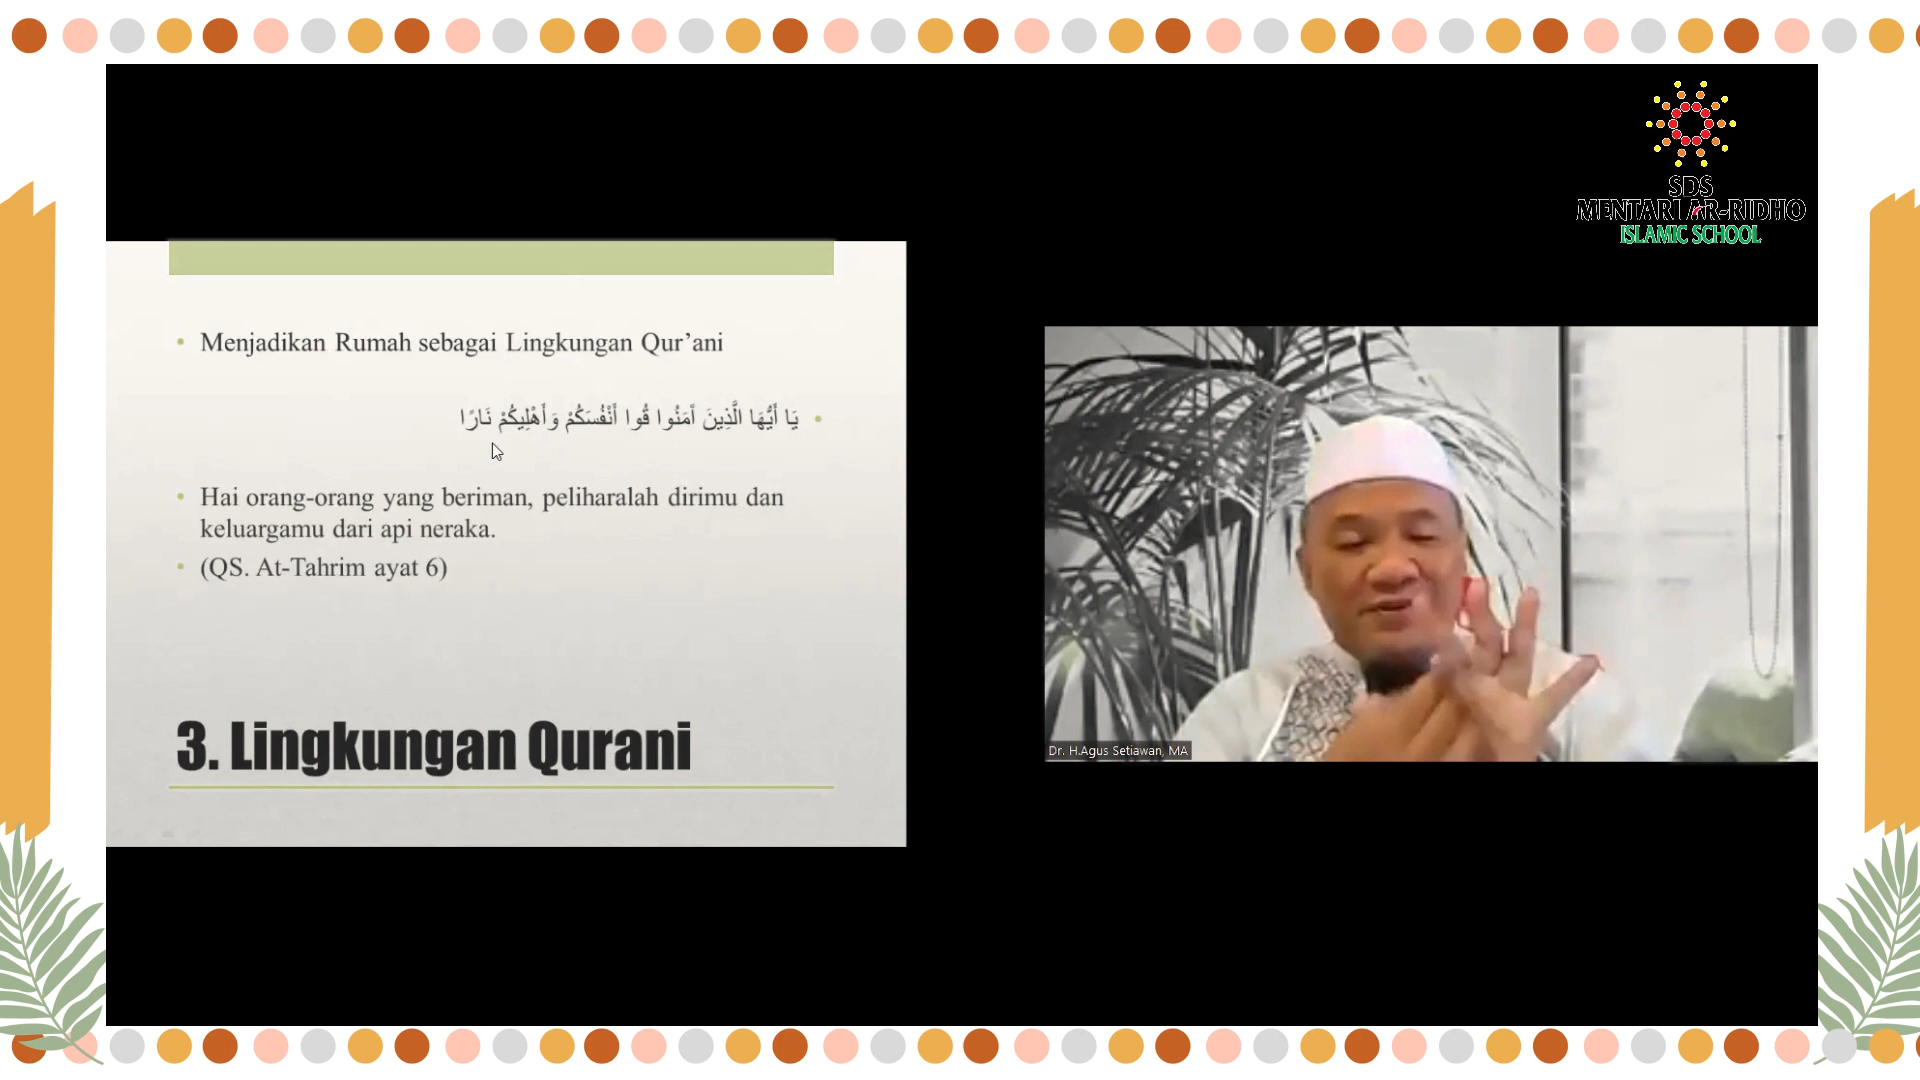 SDS
MENTARI AR-RIDHO
ISLAMIC SCHOOL
• Menjadikan Rumah sebagai Lingkungan Qur’ani
• يَا أَيُّهَا الَّذِينَ آمَنُوا قُوا أَنْفُسَكُمْ وَأَهْلِيكُمْ نَارًا
• Hai orang-orang yang beriman, peliharalah dirimu dan
keluargamu dari api neraka.
• (QS. At-Tahrim ayat 6)
3. Lingkungan Qurani
Dr. H.Agus Setiawan, MA